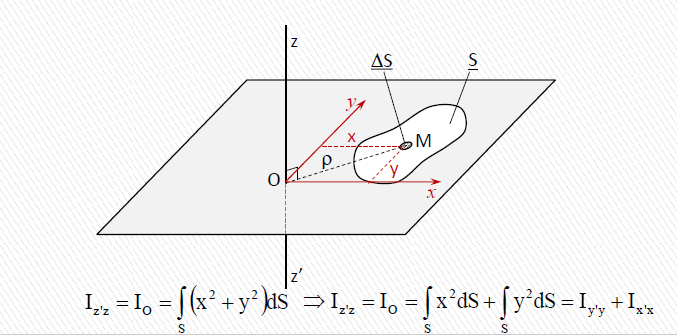 z
ΔS S
y
x M
ρ
y
O
x
z′
I_{z'z} = I_O = ∫_S (x² + y²)dS ⇒ I_{z'z} = I_O = ∫_S x²dS + ∫_S y²dS = I_{y'y} + I_{x'x}